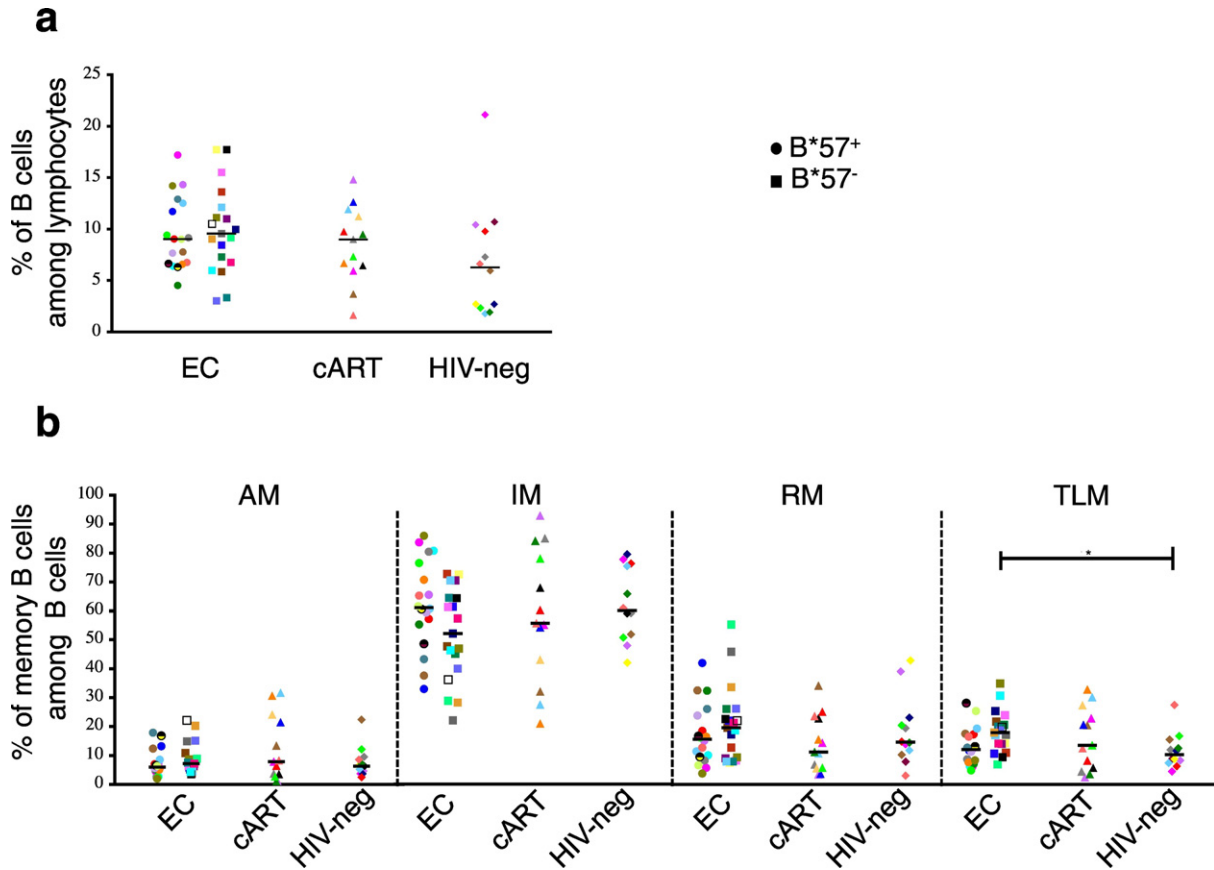 a
% of B cells
among lymphocytes
25
20
15
10
5
0
EC
cART
HIV-neg
B*57+
B*57-
b
% of memory B cells
among B cells
100
90
80
70
60
50
40
30
20
10
0
AM
IM
RM
TLM
*
EC
cART
HIV-neg
EC
cART
HIV-neg
EC
cART
HIV-neg
EC
cART
HIV-neg